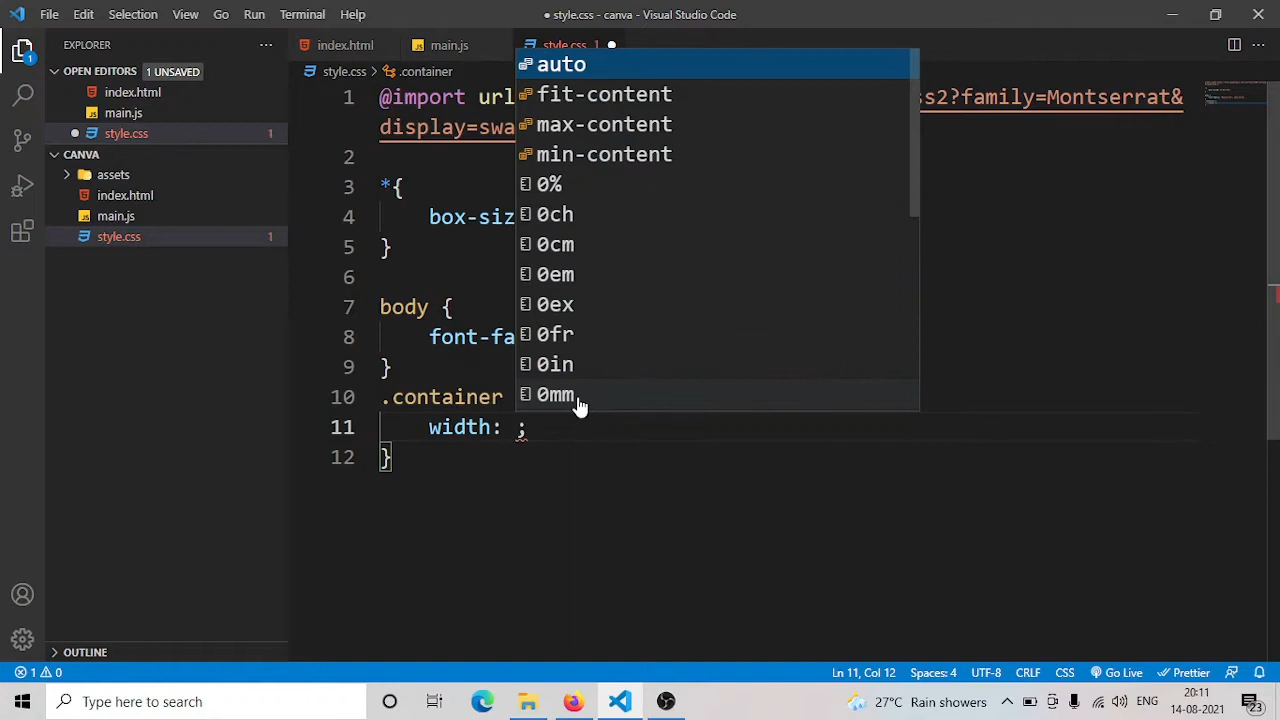 File Edit Selection View Go Run Terminal Help
● style.css - canva - Visual Studio Code
EXPLORER
OPEN EDITORS 1 UNSAVED
index.html
main.js
style.css 1
CANVA
assets
index.html
main.js
style.css 1
OUTLINE
1
index.html
main.js
style.css 1
style.css > .container
1 @import url ss2?family=Montserrat&
display=swa
2
3 *{
4 box-siz
5 }
6
7 body {
8 font-fa
9 }
10 .container
11 width: ;
12 }
auto
fit-content
max-content
min-content
0%
0ch
0cm
0em
0ex
0fr
0in
0mm
1 0
Ln 11, Col 12 Spaces: 4 UTF-8 CRLF CSS Go Live Prettier
Type here to search
27°C Rain showers
20:11
14-08-2021
23